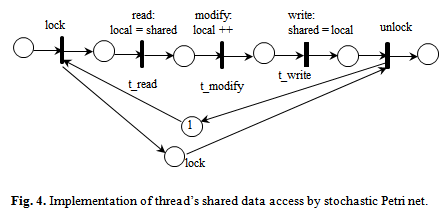 lock
read:
local = shared
modify:
local ++
write:
shared = local
unlock
t_read
t_modify
t_write
1
lock
Fig. 4. Implementation of thread's shared data access by stochastic Petri net.